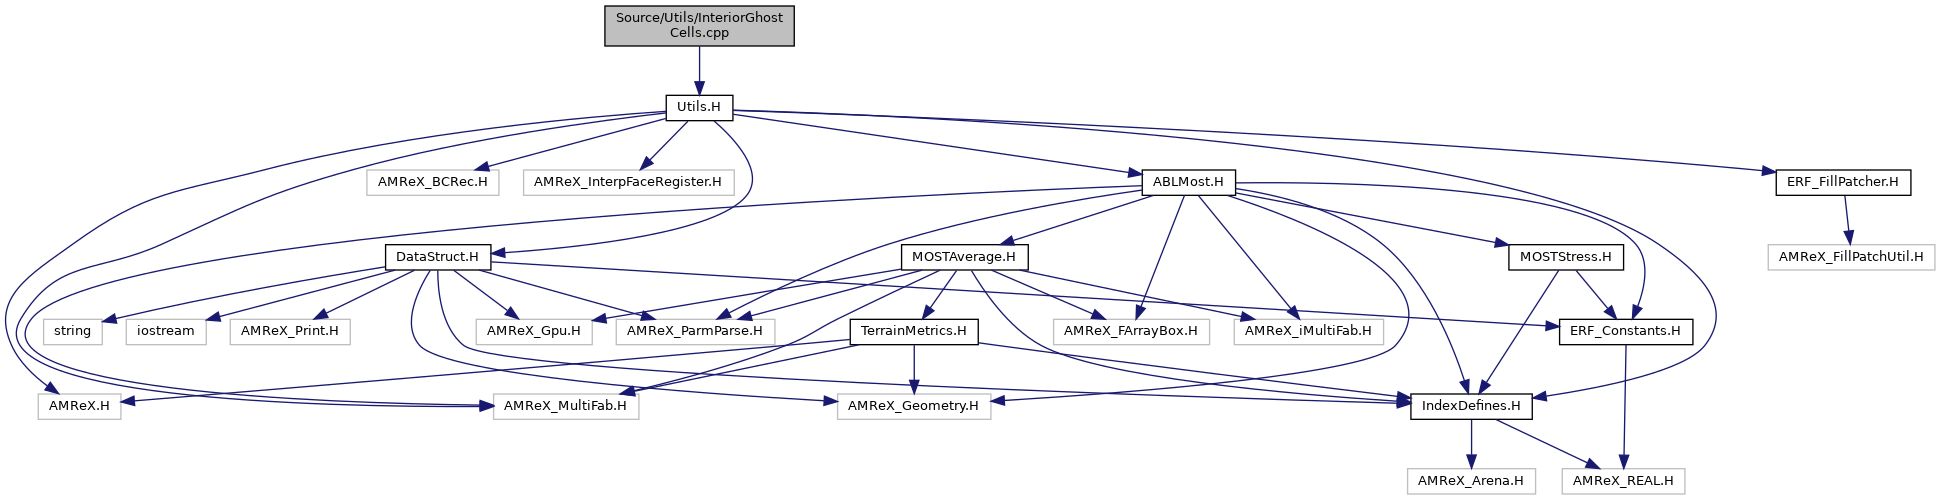 Source/Utils/InteriorGhost
Cells.cpp
Utils.H
AMReX_BCRec.H
AMReX_InterpFaceRegister.H
ABLMost.H
ERF_FillPatcher.H
DataStruct.H
MOSTAverage.H
MOSTStress.H
AMReX_FillPatchUtil.H
string
iostream
AMReX_Print.H
AMReX_Gpu.H
AMReX_ParmParse.H
TerrainMetrics.H
AMReX_FArrayBox.H
AMReX_iMultiFab.H
ERF_Constants.H
AMReX.H
AMReX_MultiFab.H
AMReX_Geometry.H
IndexDefines.H
AMReX_Arena.H
AMReX_REAL.H